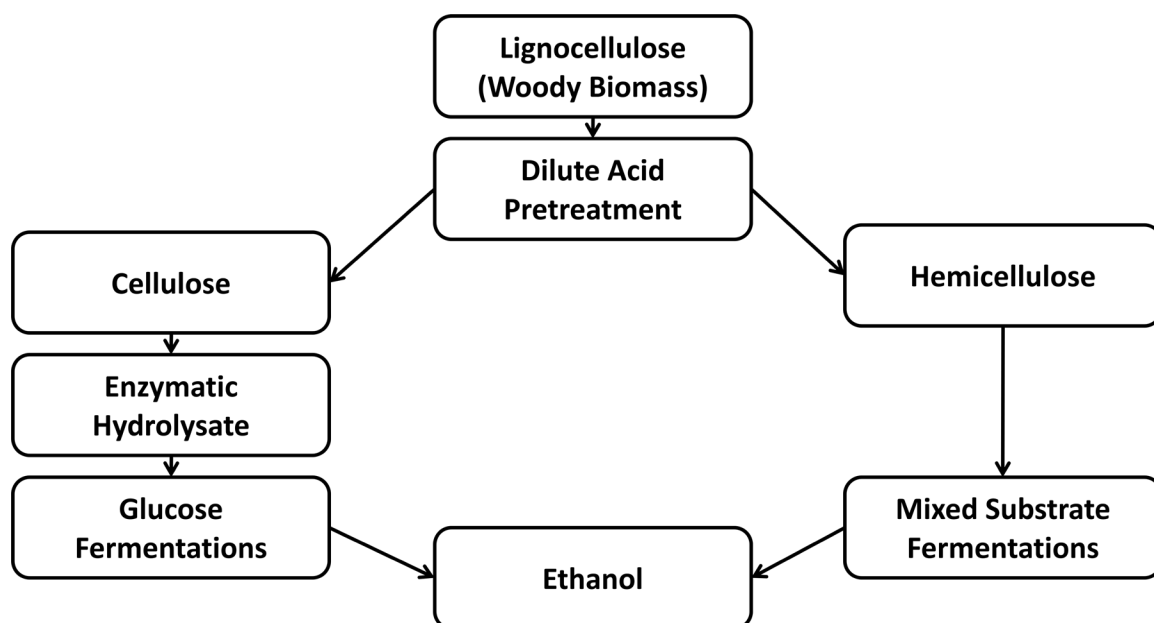 Lignocellulose
(Woody Biomass)
Dilute Acid
Pretreatment
Cellulose
Hemicellulose
Enzymatic
Hydrolysate
Glucose
Fermentations
Mixed Substrate
Fermentations
Ethanol